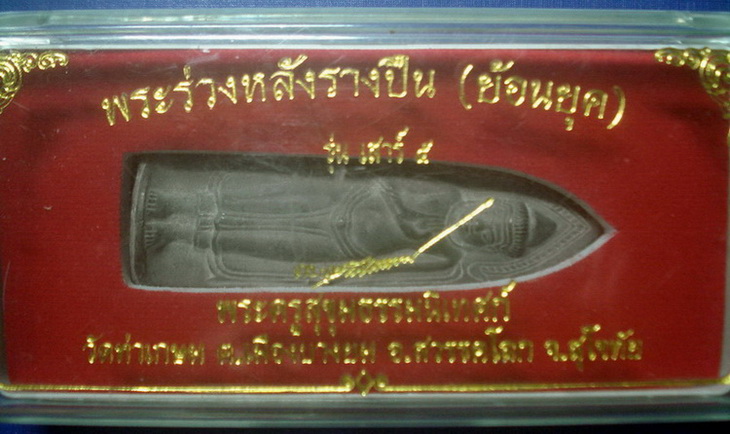 พระร่วงหลังรางปืน (ย้อนยุค)
รุ่น เสาร์ ๕
พระครูสุขุมธรรมนิเทศก์
วัดท่าเกษม ต.เมืองบางยม อ.สวรรคโลก จ.สุโขทัย